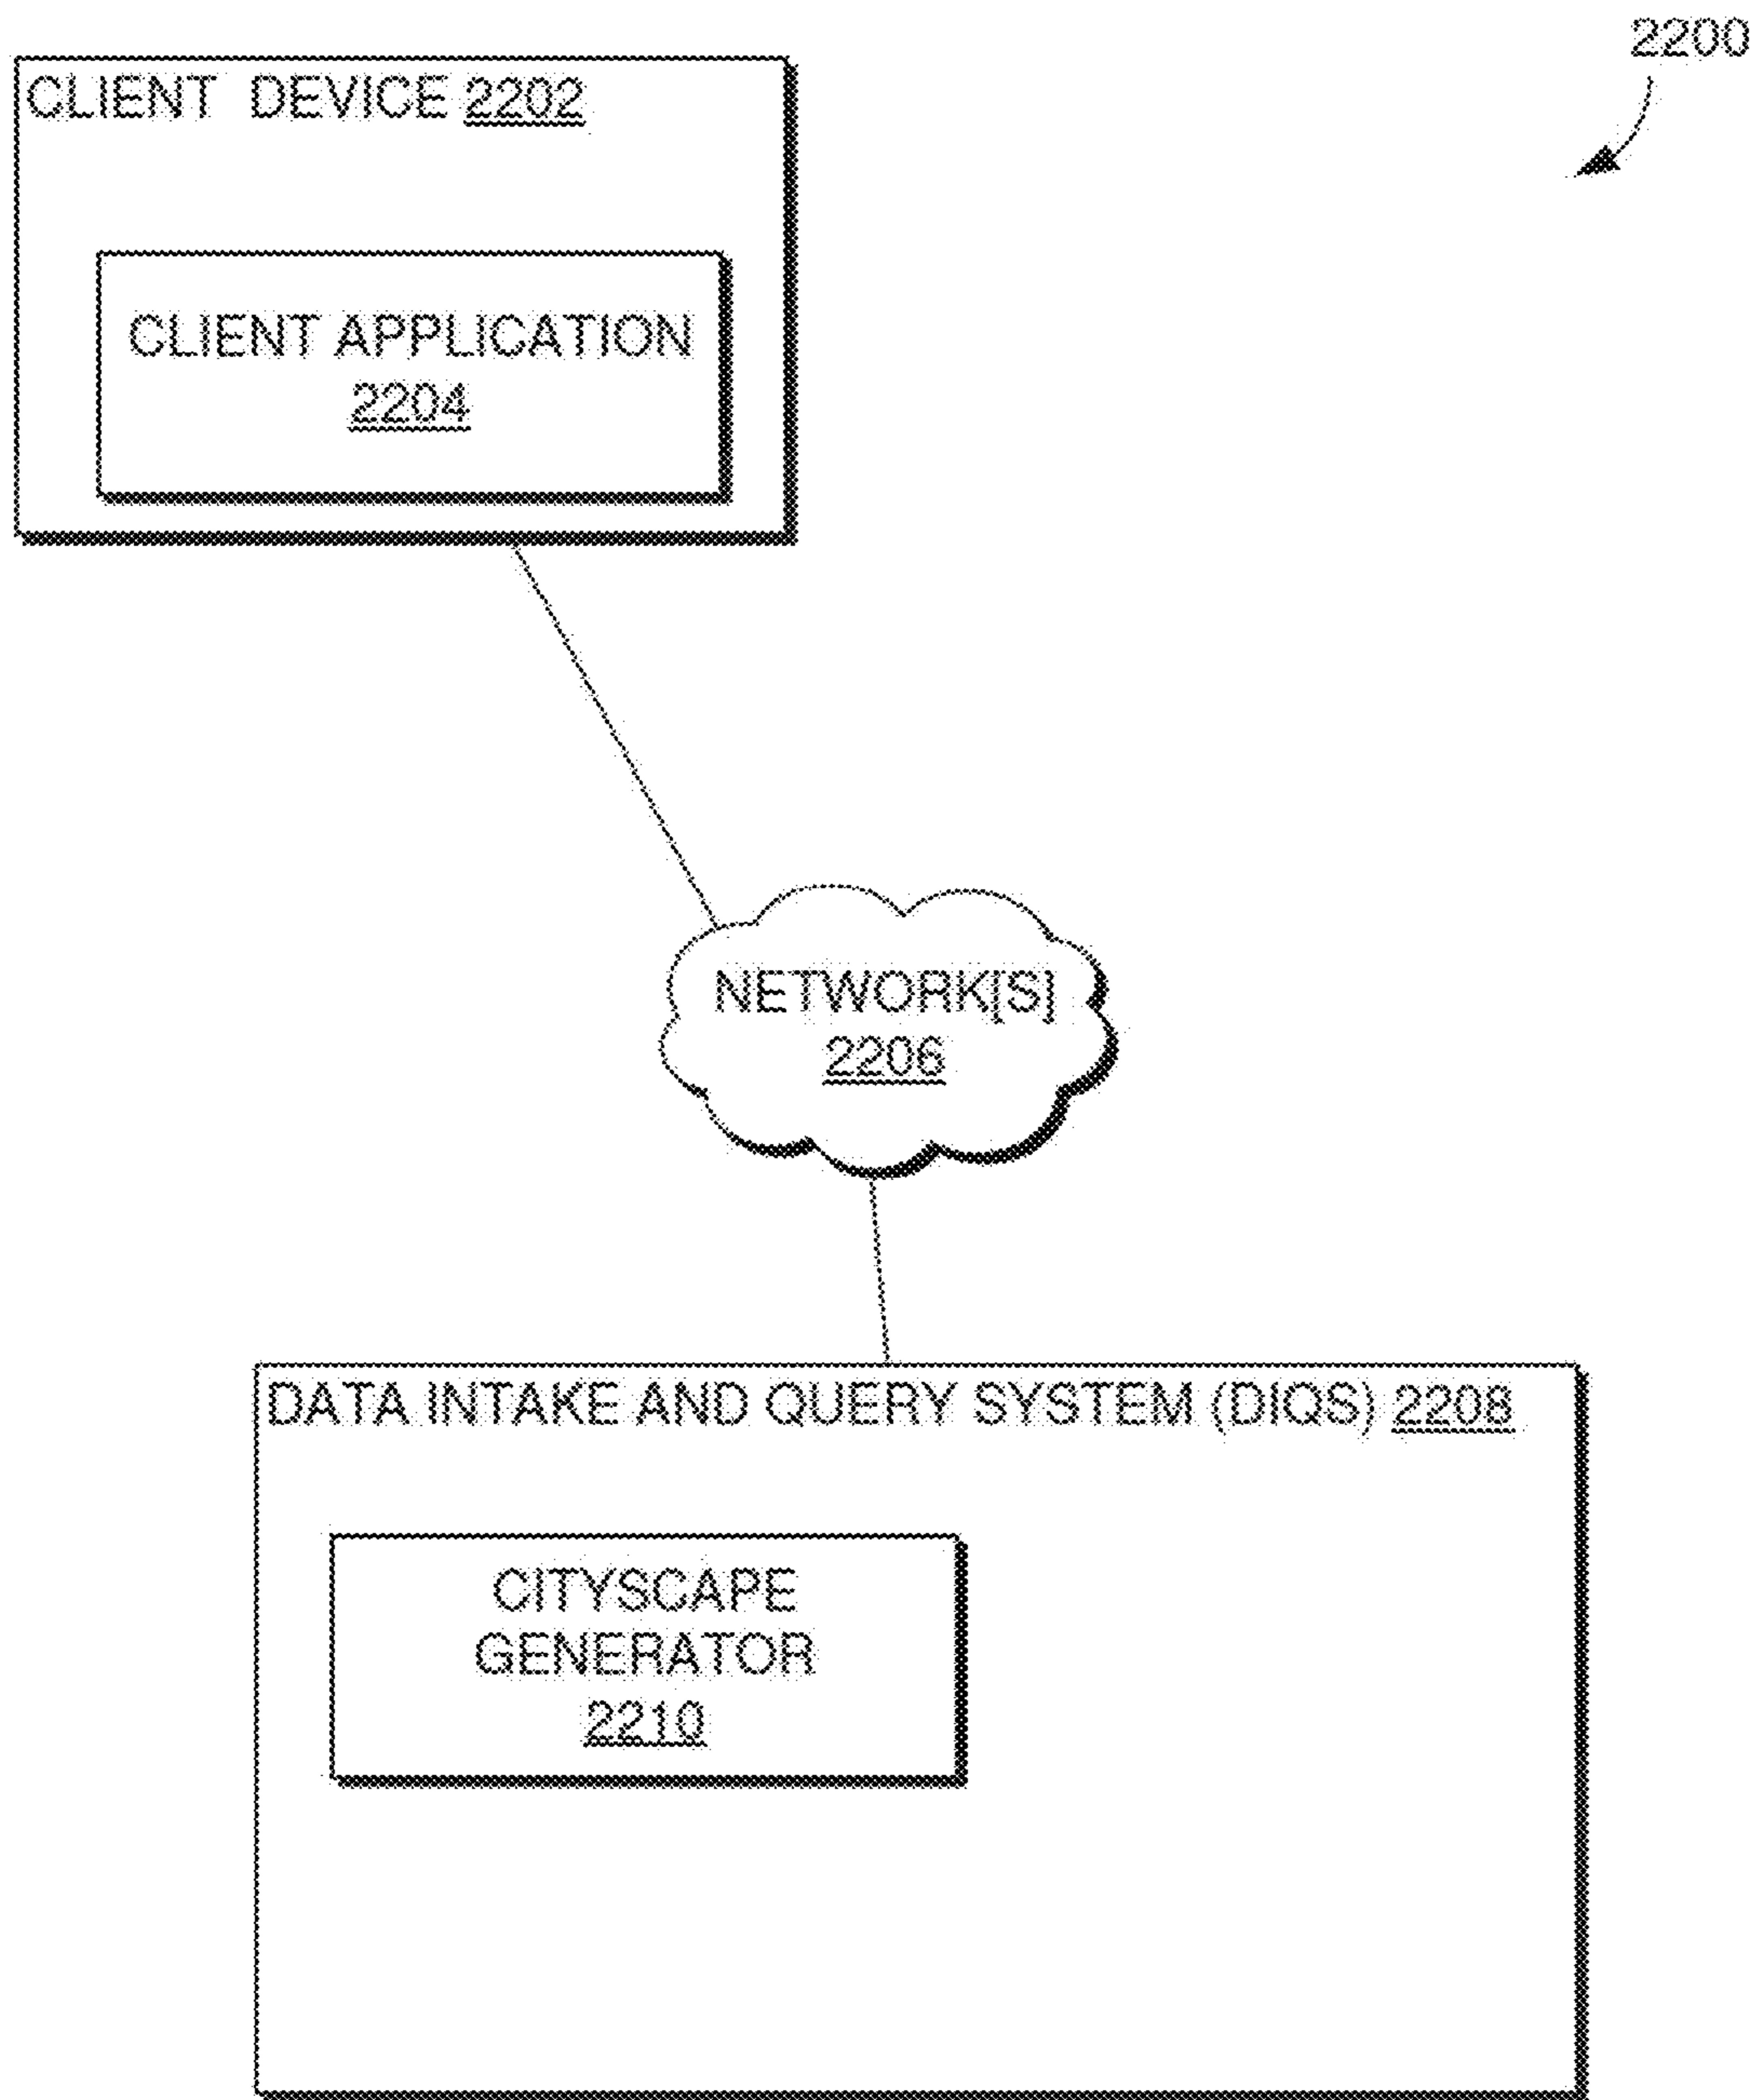 2200
CLIENT DEVICE 2202
CLIENT APPLICATION
2204
NETWORK[S]
2206
DATA INTAKE AND QUERY SYSTEM (DIQS) 2208
CITYSCAPE
GENERATOR
2210